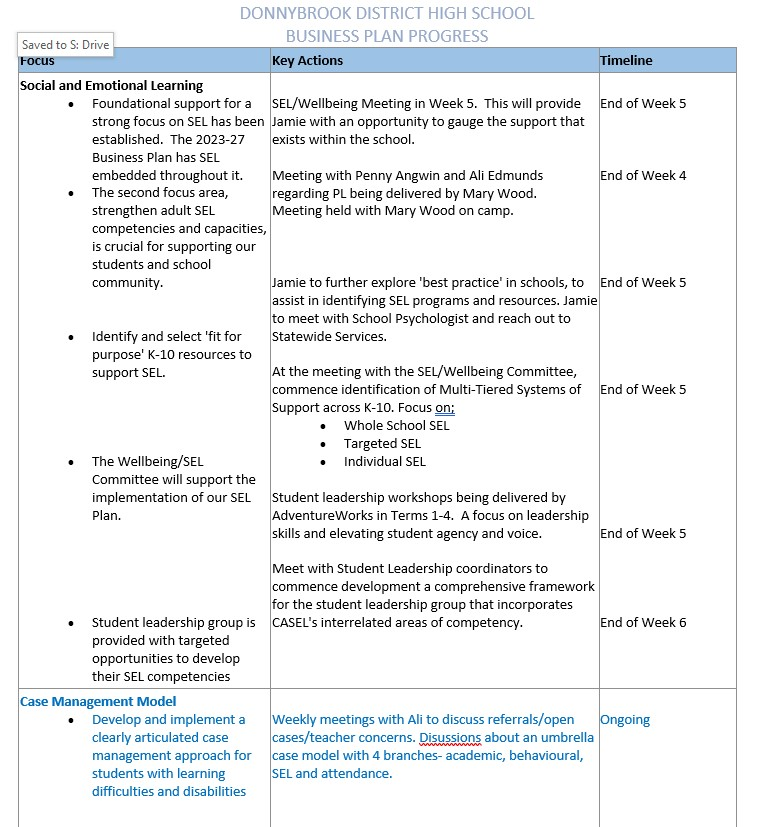 DONNYBROOK DISTRICT HIGH SCHOOL
BUSINESS PLAN PROGRESS
Saved to S: Drive
Focus
Key Actions
Timeline
Social and Emotional Learning
• Foundational support for a
strong focus on SEL has been
established.  The 2023-27
Business Plan has SEL
embedded throughout it.
• The second focus area,
strengthen adult SEL
competencies and capacities,
is crucial for supporting our
students and school
community.
• Identify and select 'fit for
purpose' K-10 resources to
support SEL.
• The Wellbeing/SEL
Committee will support the
implementation of our SEL
Plan.
• Student leadership group is
provided with targeted
opportunities to develop
their SEL competencies
SEL/Wellbeing Meeting in Week 5.  This will provide
Jamie with an opportunity to gauge the support that
exists within the school.
Meeting with Penny Angwin and Ali Edmunds
regarding PL being delivered by Mary Wood.
Meeting held with Mary Wood on camp.
Jamie to further explore 'best practice' in schools, to
assist in identifying SEL programs and resources. Jamie
to meet with School Psychologist and reach out to
Statewide Services.
At the meeting with the SEL/Wellbeing Committee,
commence identification of Multi-Tiered Systems of
Support across K-10. Focus on;
• Whole School SEL
• Targeted SEL
• Individual SEL
Student leadership workshops being delivered by
AdventureWorks in Terms 1-4.  A focus on leadership
skills and elevating student agency and voice.
Meet with Student Leadership coordinators to
commence development a comprehensive framework
for the student leadership group that incorporates
CASEL's interrelated areas of competency.
End of Week 5
End of Week 4
End of Week 5
End of Week 5
End of Week 5
End of Week 6
Case Management Model
• Develop and implement a
clearly articulated case
management approach for
students with learning
difficulties and disabilities
Weekly meetings with Ali to discuss referrals/open
cases/teacher concerns. Disussions about an umbrella
case model with 4 branches- academic, behavioural,
SEL and attendance.
Ongoing